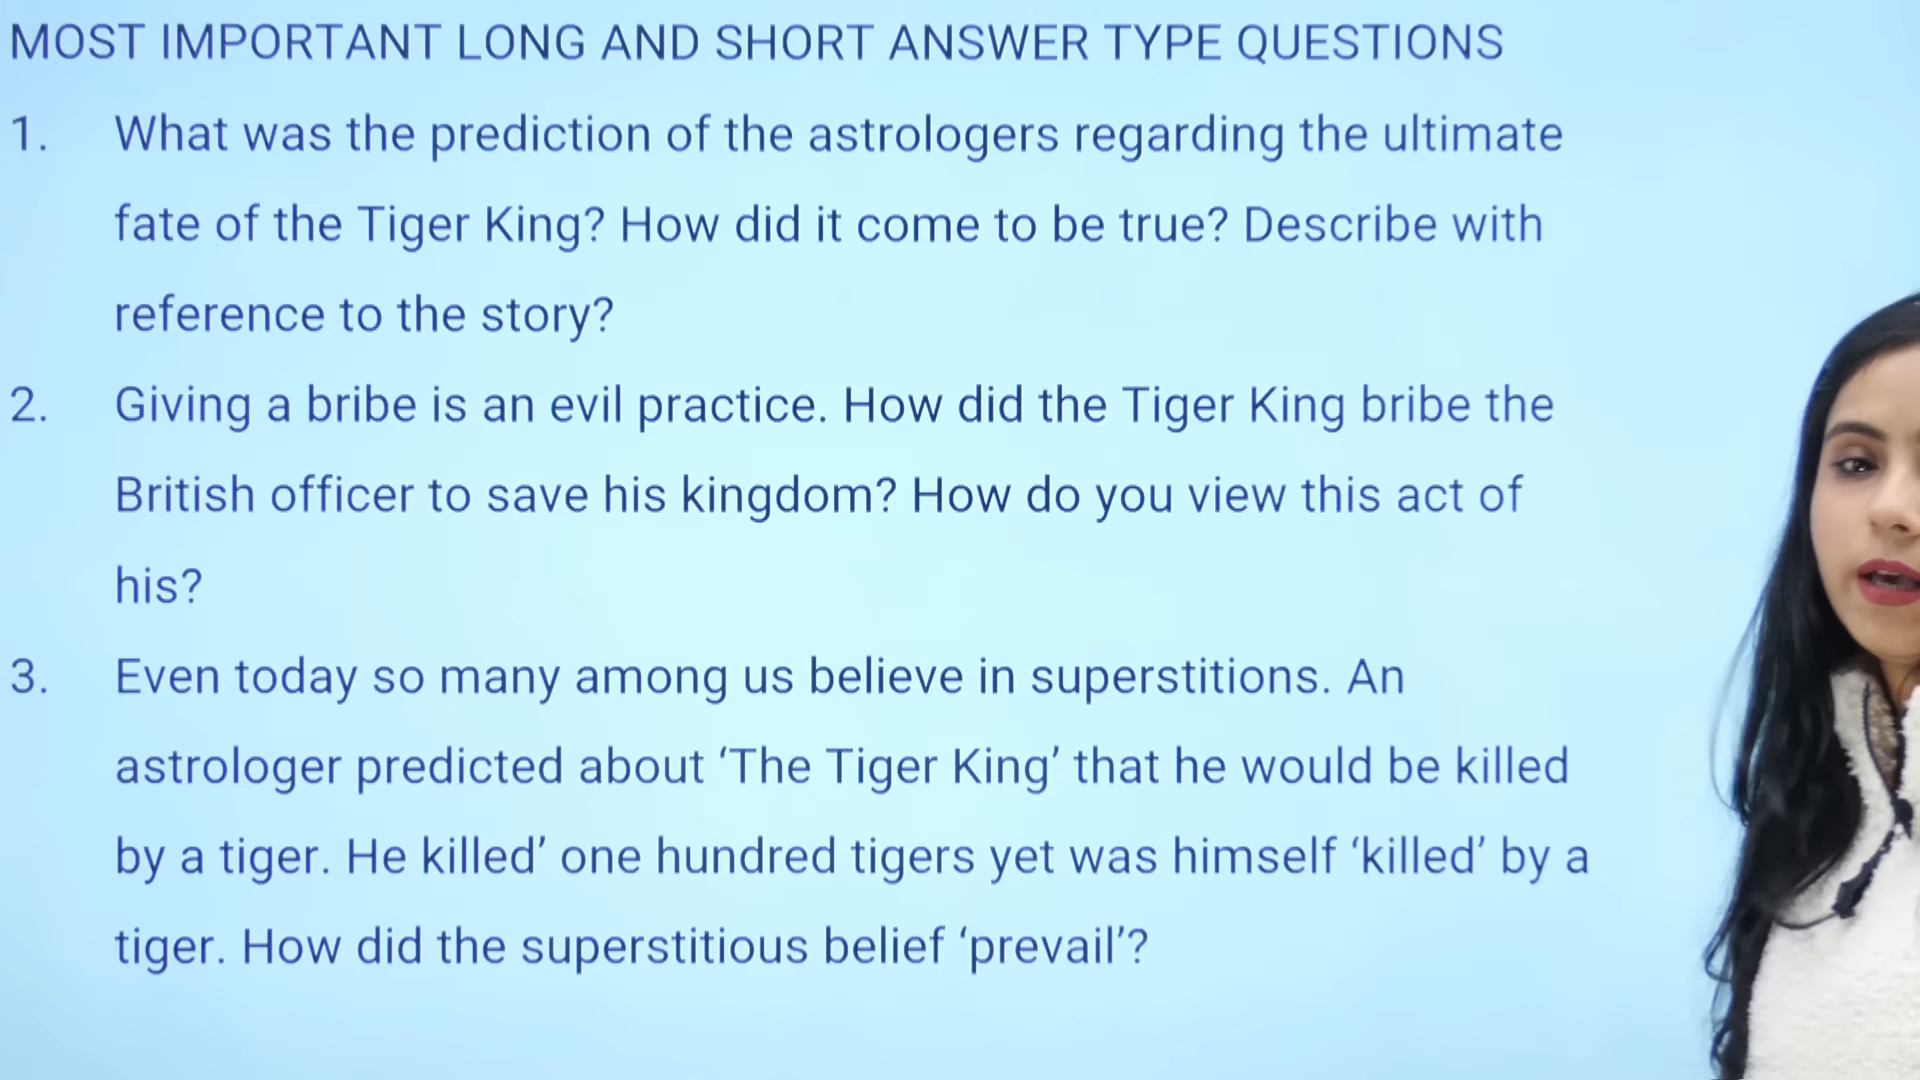 MOST IMPORTANT LONG AND SHORT ANSWER TYPE QUESTIONS
1. What was the prediction of the astrologers regarding the ultimate
fate of the Tiger King? How did it come to be true? Describe with
reference to the story?
2. Giving a bribe is an evil practice. How did the Tiger King bribe the
British officer to save his kingdom? How do you view this act of
his?
3. Even today so many among us believe in superstitions. An
astrologer predicted about ‘The Tiger King’ that he would be killed
by a tiger. He killed’ one hundred tigers yet was himself ‘killed’ by a
tiger. How did the superstitious belief ‘prevail’?